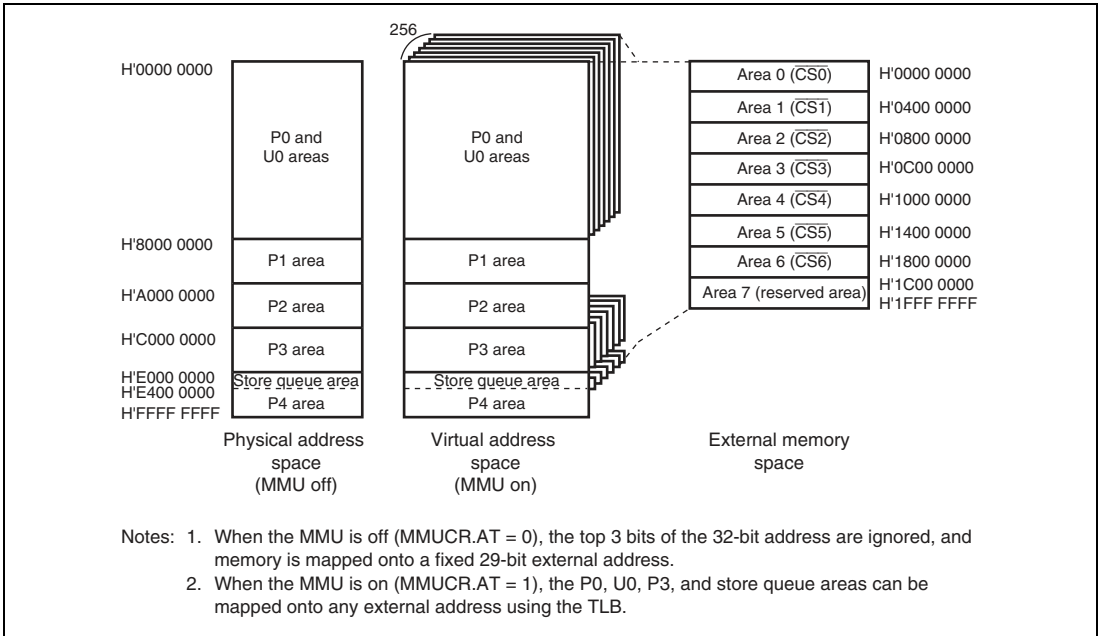 256
H'0000 0000
P0 and
U0 areas
H'8000 0000
P1 area
H'A000 0000
P2 area
H'C000 0000
P3 area
H'E000 0000
Store queue area
H'E400 0000
P4 area
H'FFFF FFFF
Physical address
space
(MMU off)
P0 and
U0 areas
P1 area
P2 area
P3 area
Store queue area
P4 area
Virtual address
space
(MMU on)
Area 0 (C̅S̅0̅) H'0000 0000
Area 1 (C̅S̅1̅) H'0400 0000
Area 2 (C̅S̅2̅) H'0800 0000
Area 3 (C̅S̅3̅) H'0C00 0000
Area 4 (C̅S̅4̅) H'1000 0000
Area 5 (C̅S̅5̅) H'1400 0000
Area 6 (C̅S̅6̅) H'1800 0000
Area 7 (reserved area) H'1C00 0000
H'1FFF FFFF
External memory
space
Notes: 1. When the MMU is off (MMUCR.AT = 0), the top 3 bits of the 32-bit address are ignored, and
memory is mapped onto a fixed 29-bit external address.
2. When the MMU is on (MMUCR.AT = 1), the P0, U0, P3, and store queue areas can be
mapped onto any external address using the TLB.